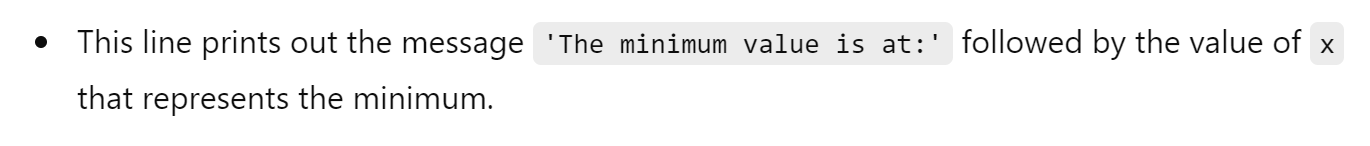 • This line prints out the message 'The minimum value is at:' followed by the value of x
that represents the minimum.